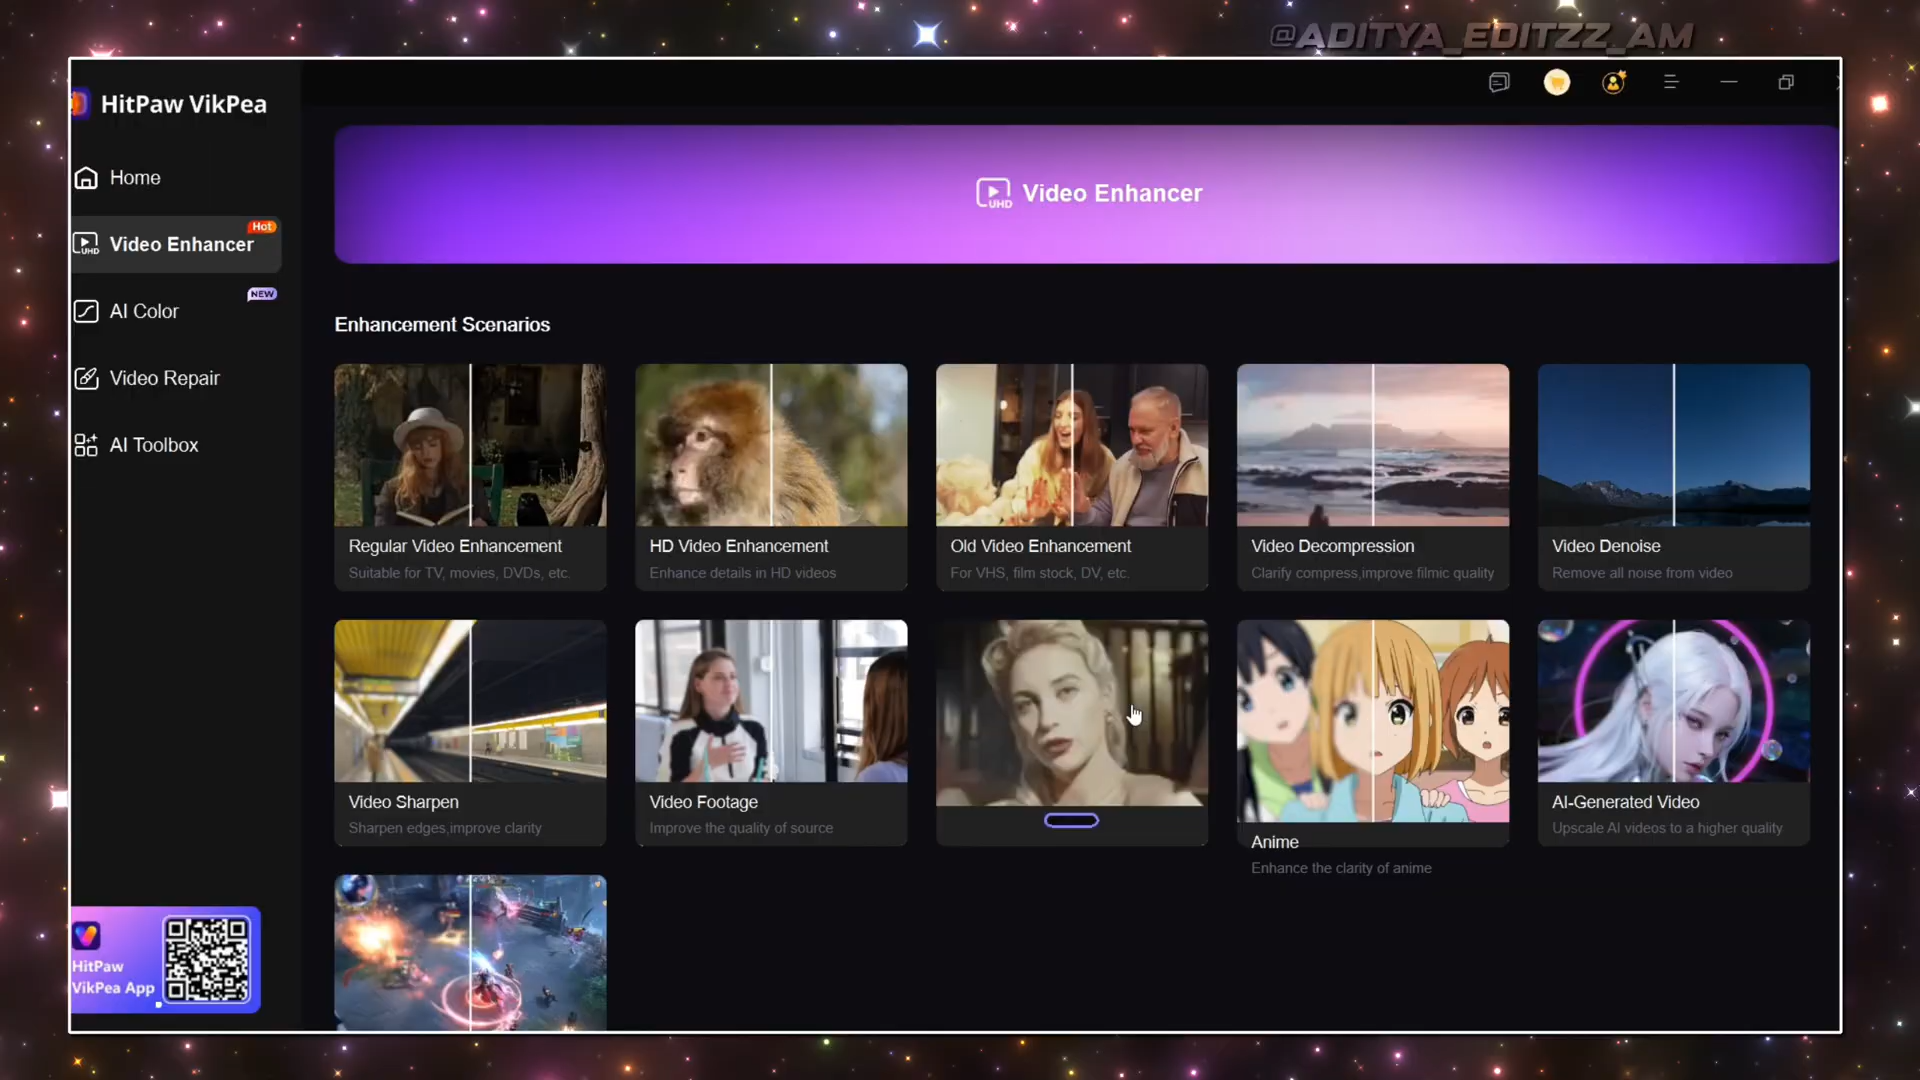 @ADITYA_EDITZZ_AM
HitPaw VikPea
Home
Hot
UHD
Video Enhancer
NEW
AI Color
Video Repair
AI Toolbox
HitPaw
VikPea App
UHD
Video Enhancer
Enhancement Scenarios
Regular Video Enhancement
Suitable for TV, movies, DVDs, etc.
HD Video Enhancement
Enhance details in HD videos
Old Video Enhancement
For VHS, film stock, DV, etc.
Video Decompression
Clarify compress,improve filmic quality
Video Denoise
Remove all noise from video
Video Sharpen
Sharpen edges,improve clarity
Video Footage
Improve the quality of source
Anime
Enhance the clarity of anime
AI-Generated Video
Upscale AI videos to a higher quality